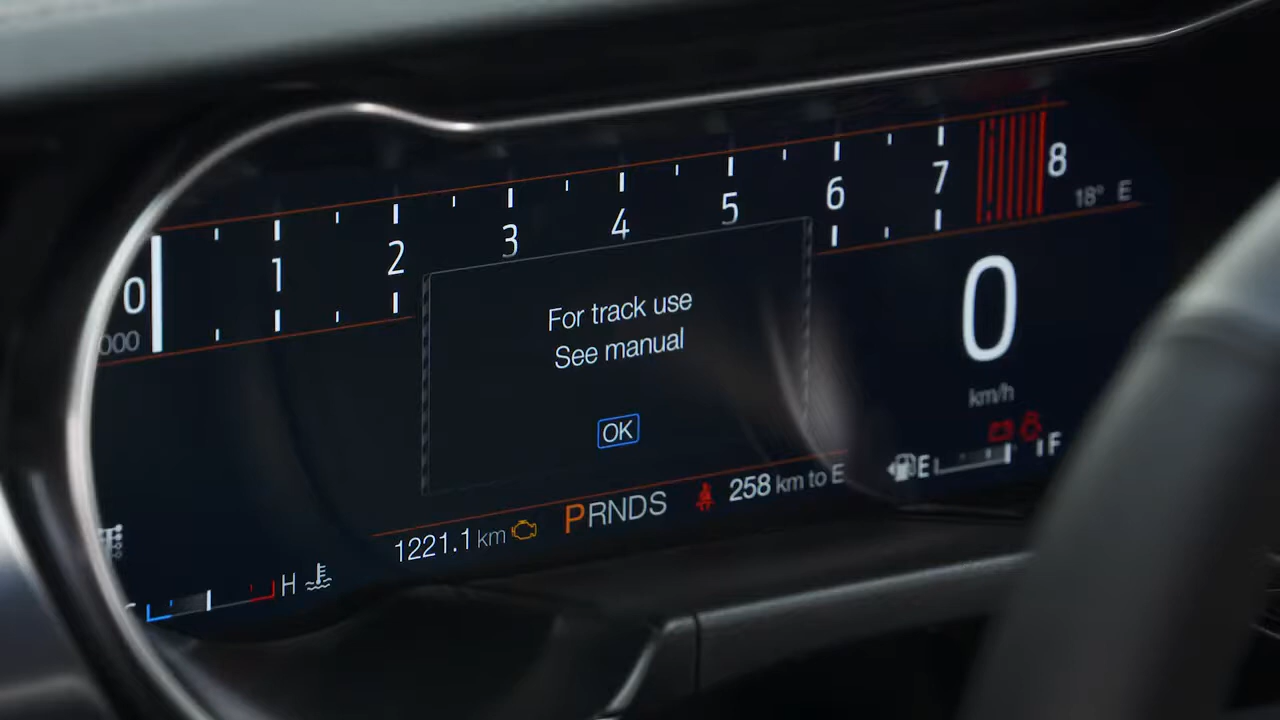 0 1 2 3 4 5 6 7 8
000
18° E
For track use
See manual
OK
0
km/h
E F
1221.1 km PRNDS 258 km to E
H